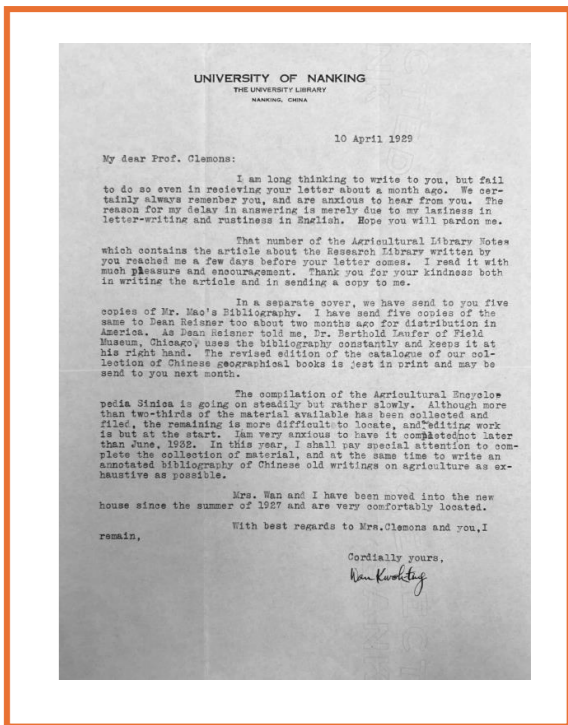 UNIVERSITY OF NANKING
THE UNIVERSITY LIBRARY
NANKING, CHINA
10 April 1929
My dear Prof. Clemons:
I am long thinking to write to you, but fail
to do so even in recieving your letter about a month ago. We cer-
tainly always remenber you, and are anxious to hear from you. The
reason for my delay in answering is merely due to my laziness in
letter-writing and rustiness in English. Hope you will pardon me.
That number of the Agricultural Library Notes
which contains the article about the Research Library written by
you reached me a few days before your letter comes. I read it with
much pleasure and encouragement. Thank you for your kindness both
in writing the article and in sending a copy to me.
In a separate cover, we have send to you five
copies of Mr. Mao's Bibliography. I have send five copies of the
same to Dean Reisner too about two months ago for distribution in
America. As Dean Reisner told me, Dr. Berthold Laufer of Field
Museum, Chicago, uses the bibliography constantly and keeps it at
his right hand. The revised edition of the catalogue of our col-
lection of Chinese geographical books is jest in print and may be
send to you next month.
The compilation of the Agricultural Encyclop
pedia Sinica is going on steadily but rather slowly. Although more
than two-thirds of the material available has been collected and
filed, the remaining is more difficult to locate, and editing work
is but at the start. Iam very anxious to have it completed not later
than June, 1932. In this year, I shall pay special attention to com-
plete the collection of material, and at the same time to write an
annotated bibliography of Chinese old writings on agriculture as ex-
haustive as possible.
Mrs. Wan and I have been moved into the new
house since the summer of 1927 and are very comfortably located.
With best regards to Mrs.Clemons and you,I
remain,
Cordially yours,
Wan Kwohting